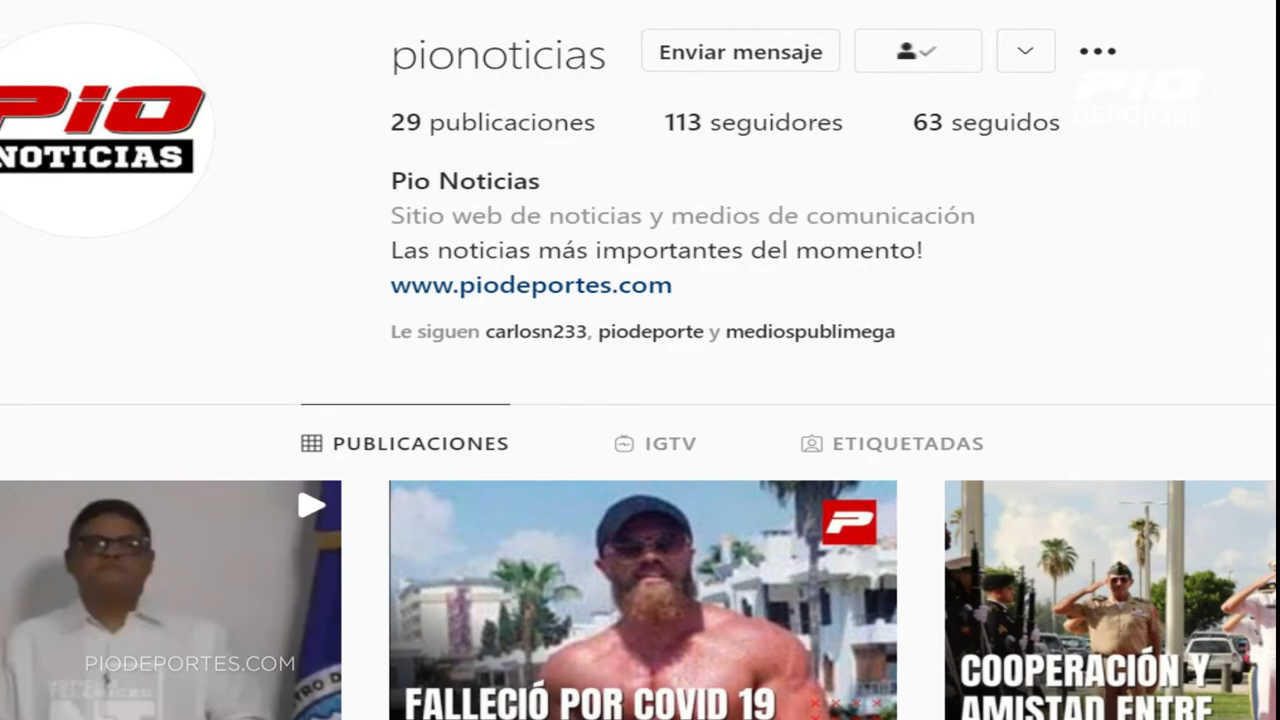 pionoticias
Enviar mensaje
PIO
NOTICIAS
PIO
DEPORTES
29 publicaciones
113 seguidores
63 seguidos
Pio Noticias
Sitio web de noticias y medios de comunicación
Las noticias más importantes del momento!
www.piodeportes.com
Le siguen carlosn233, piodeporte y mediospublimega
PUBLICACIONES
IGTV
ETIQUETADAS
P
PIODEPORTES.COM
FALLECIÓ POR COVID 19
COOPERACIÓN Y
AMISTAD ENTRE